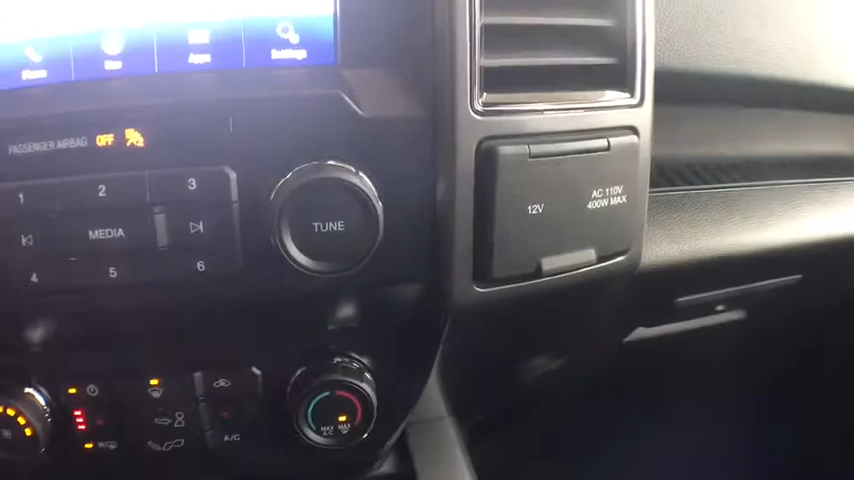 Phone
Apps
Settings
PASSENGER AIRBAG OFF
1 2 3
MEDIA
4 5 6
TUNE
12V
AC 110V
400W MAX
MAX
A/C
A/C
MAX
A/C
MAX